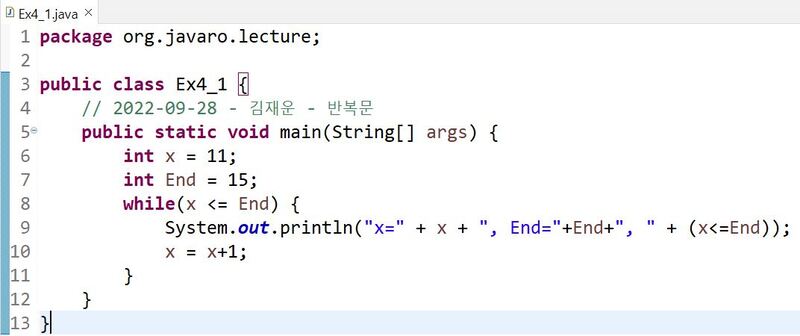 Ex4_1.java
1 package org.javaro.lecture;
2
3 public class Ex4_1 {
4 // 2022-09-28 - 김재운 - 반복문
5 public static void main(String[] args) {
6 int x = 11;
7 int End = 15;
8 while(x <= End) {
9 System.out.println("x=" + x + ", End="+End+", " + (x<=End));
10 x = x+1;
11 }
12 }
13 }